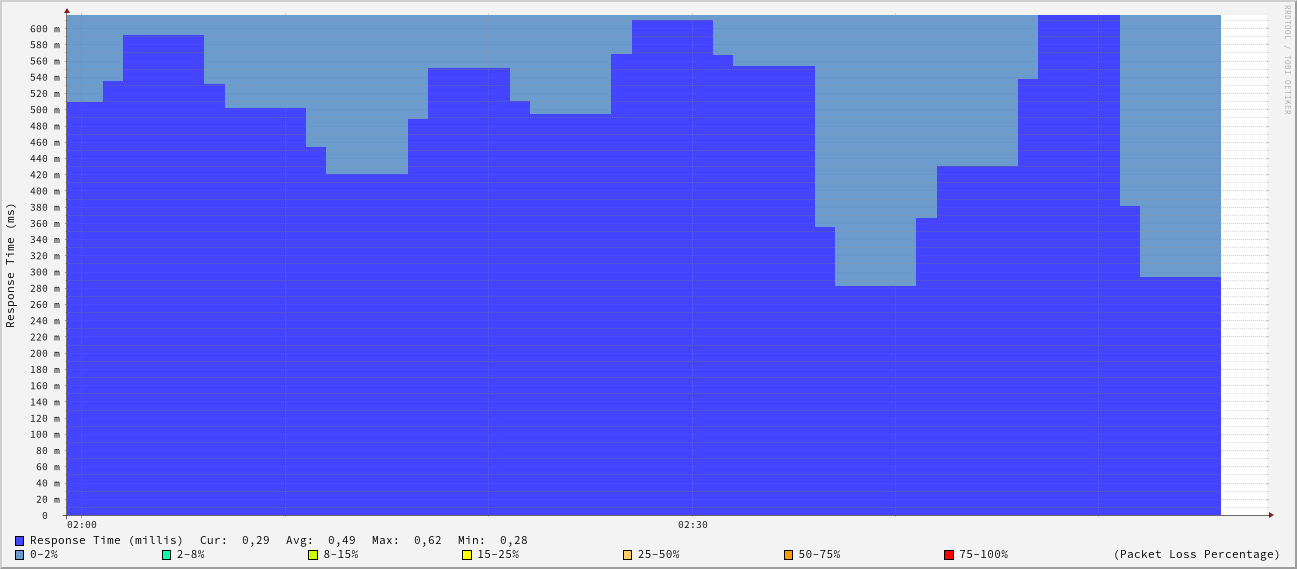 RRDTOOL / TOBI OETIKER
Response Time (ms)
600 m
580 m
560 m
540 m
520 m
500 m
480 m
460 m
440 m
420 m
400 m
380 m
360 m
340 m
320 m
300 m
280 m
260 m
240 m
220 m
200 m
180 m
160 m
140 m
120 m
100 m
80 m
60 m
40 m
20 m
0
02:00 02:30
Response Time (millis) Cur: 0,29 Avg: 0,49 Max: 0,62 Min: 0,28
0-2% 2-8% 8-15% 15-25% 25-50% 50-75% 75-100% (Packet Loss Percentage)